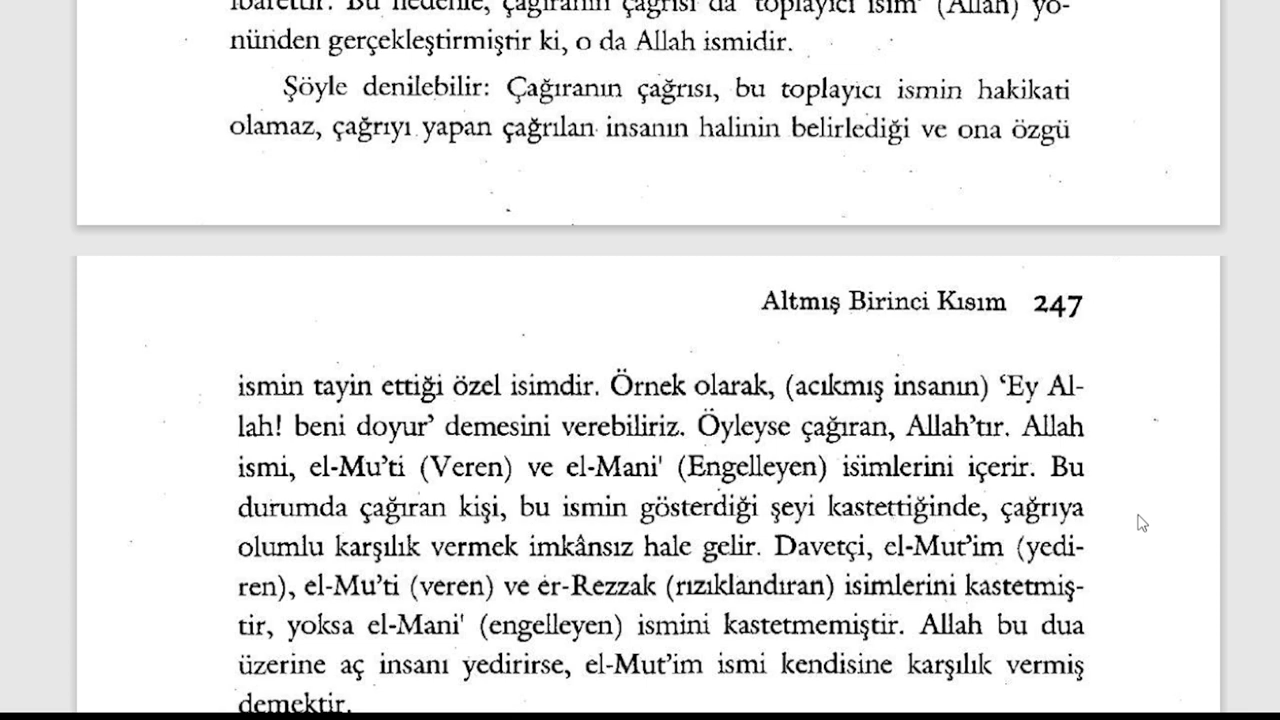 ibarettir. Bu nedenle, çağıranın çağrısı da 'toplayıcı isim' (Allah) yö-
nünden gerçekleştirmiştir ki, o da Allah ismidir.
Şöyle denilebilir: Çağıranın çağrısı, bu toplayıcı ismin hakikati
olamaz, çağrıyı yapan çağrılan insanın halinin belirlediği ve ona özgü
Altmış Birinci Kısım 247
ismin tayin ettiği özel isimdir. Örnek olarak, (acıkmış insanın) ‘Ey Al-
lah! beni doyur’ demesini verebiliriz. Öyleyse çağıran, Allah’tır. Allah
ismi, el-Mu’ti (Veren) ve el-Mani' (Engelleyen) isimlerini içerir. Bu
durumda çağıran kişi, bu ismin gösterdiği şeyi kastettiğinde, çağrıya
olumlu karşılık vermek imkânsız hale gelir. Davetçi, el-Mut’im (yedi-
ren), el-Mu’ti (veren) ve er-Rezzak (rızıklandıran) isimlerini kastetmiş-
tir, yoksa el-Mani' (engelleyen) ismini kastetmemiştir. Allah bu dua
üzerine aç insanı yedirirse, el-Mut’im ismi kendisine karşılık vermiş
demektir.